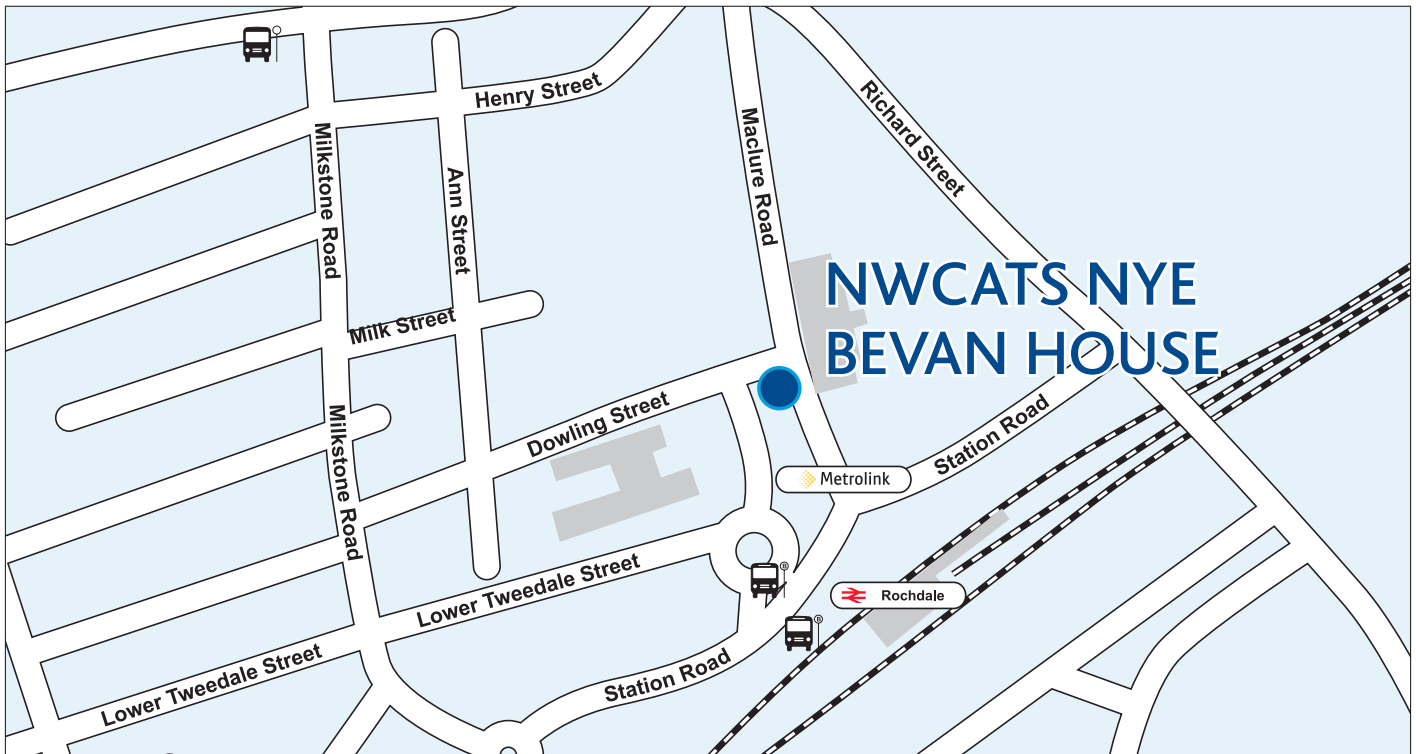 Henry Street
Milkstone Road
Ann Street
Maclure Road
Richard Street
NWCATS NYE
BEVAN HOUSE
Milk Street
Dowling Street
Milkstone Road
Station Road
Metrolink
Lower Tweedale Street
Rochdale
Lower Tweedale Street
Station Road